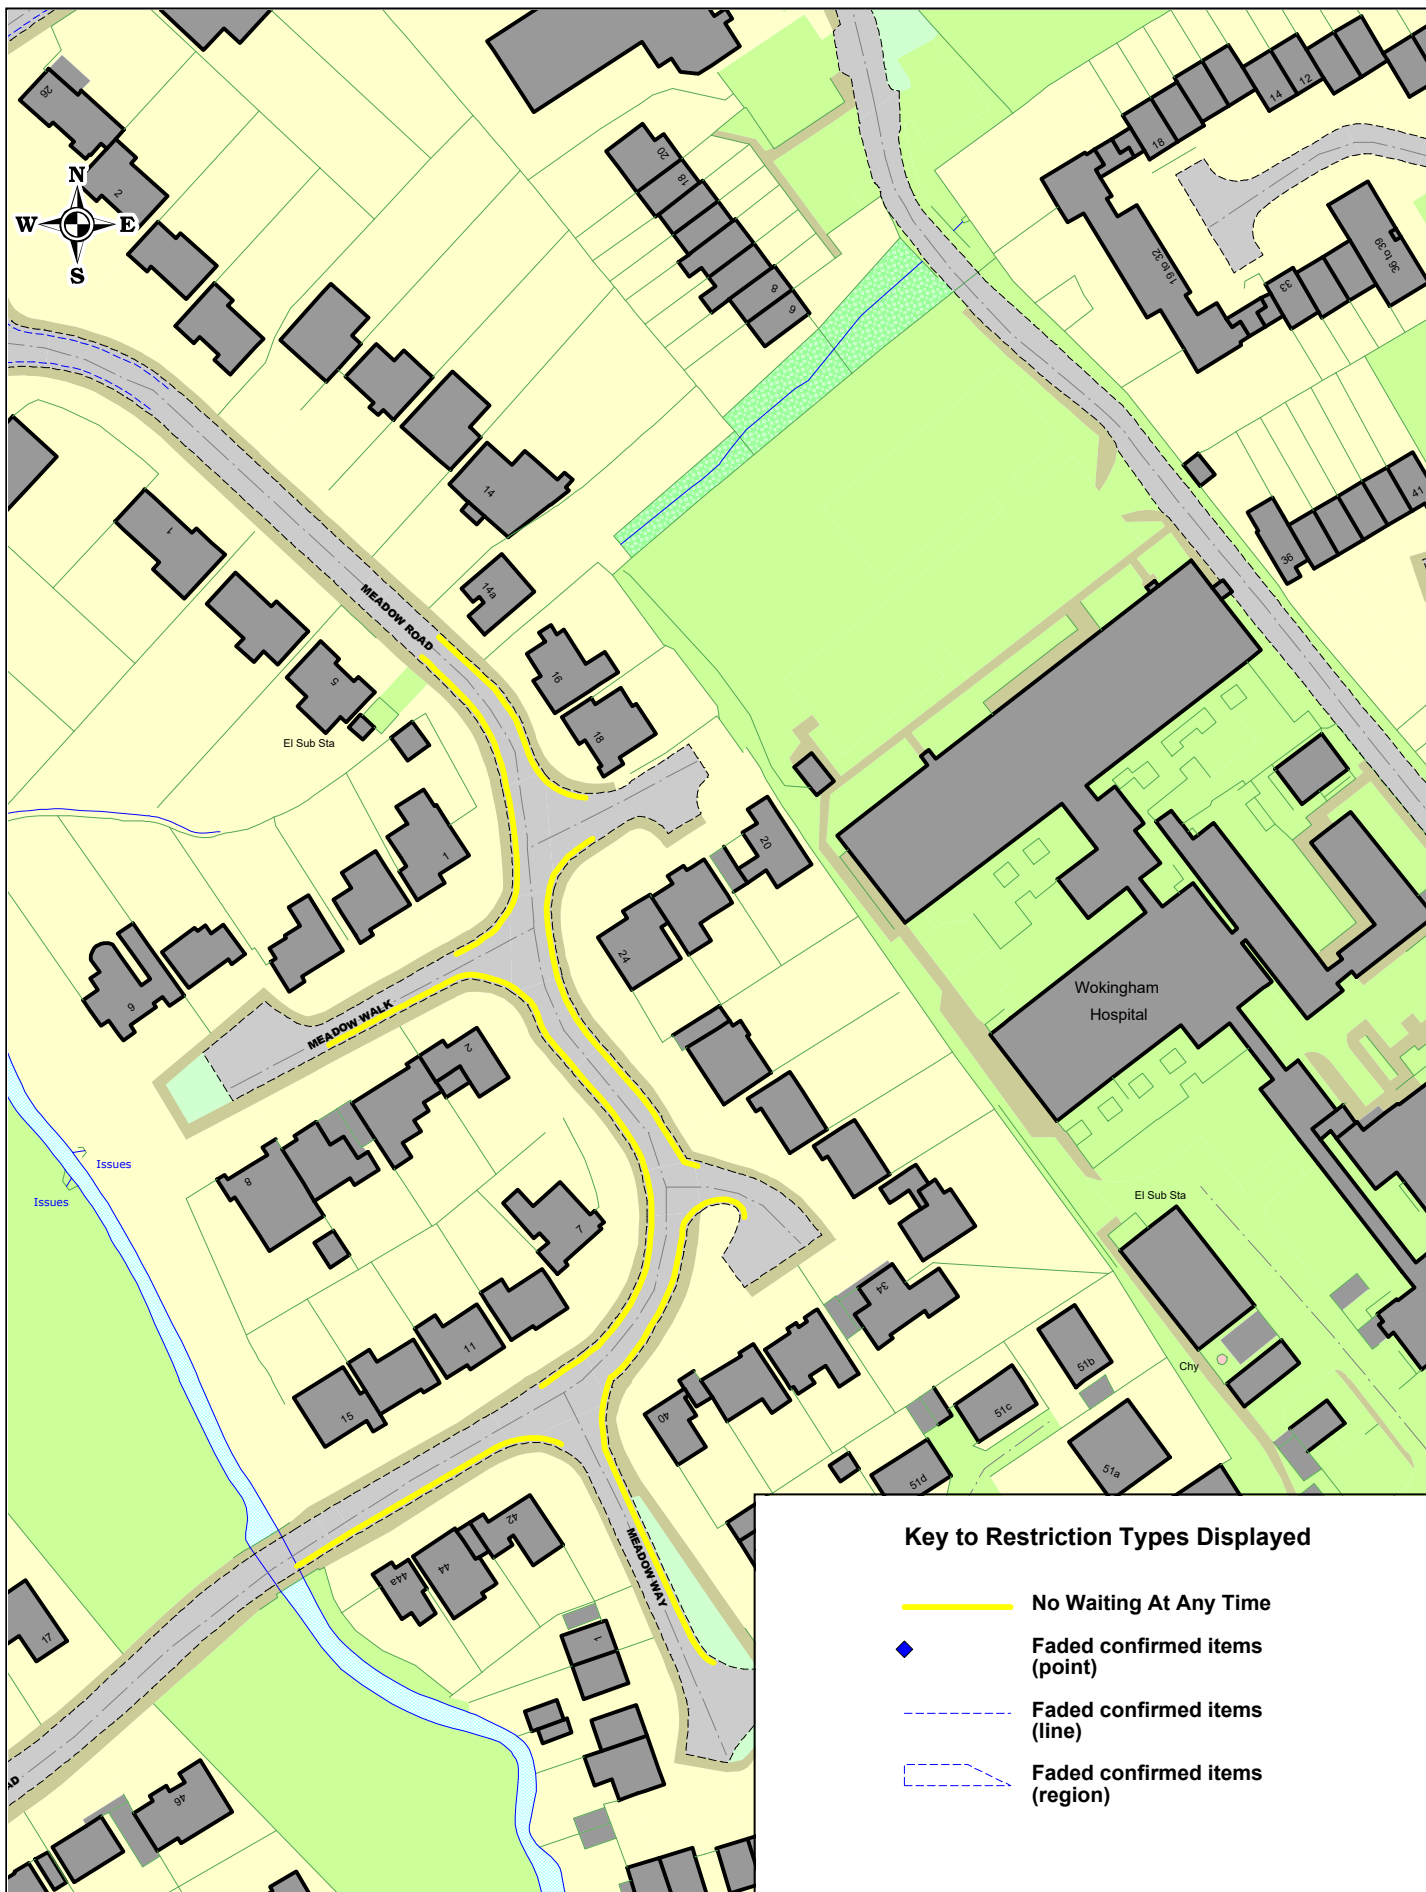 26
2
N
W
E
S
20
18
8
6
14
12
18
19 to 32
33
36 to 39
41
36
14
14a
1
5
El Sub Sta
MEADOW ROAD
16
18
20
24
1
9
MEADOW WALK
2
8
7
11
15
Issues
Issues
Wokingham
Hospital
El Sub Sta
Chy
34
40
51b
51c
51a
51d
42
44
44a
MEADOW WAY
1
17
46
AD
Key to Restriction Types Displayed
No Waiting At Any Time
Faded confirmed items
(point)
Faded confirmed items
(line)
Faded confirmed items
(region)